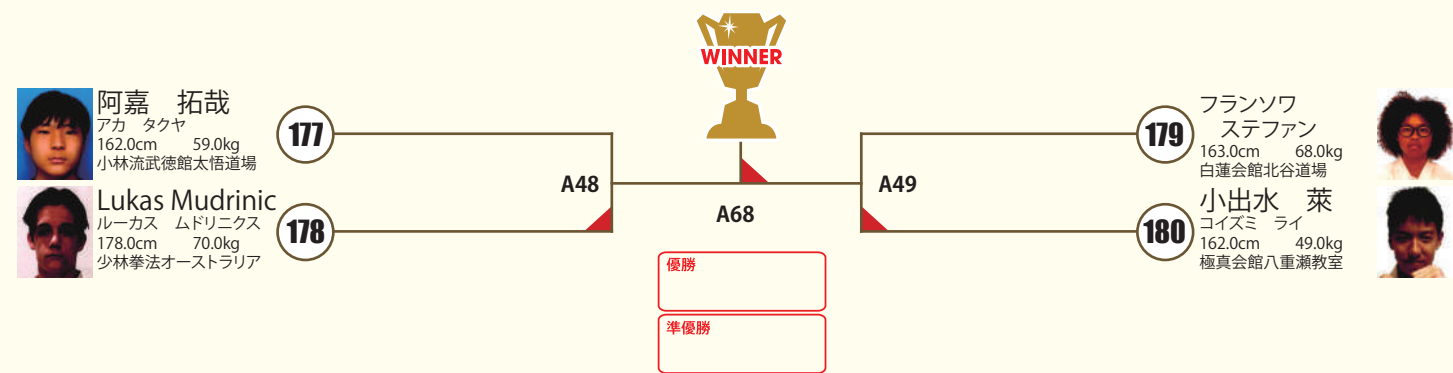 WINNER
阿嘉　拓哉
アカ　タクヤ
162.0cm　59.0kg
小林流武徳館太悟道場
177
Lukas Mudrinic
ルーカス　ムドリニクス
178.0cm　70.0kg
少林拳法オーストラリア
178
A48
A68
A49
179
フランソワ
ステファン
163.0cm　68.0kg
白蓮会館北谷道場
180
小出水　莱
コイズミ　ライ
162.0cm　49.0kg
極真会館八重瀬教室
優勝
準優勝